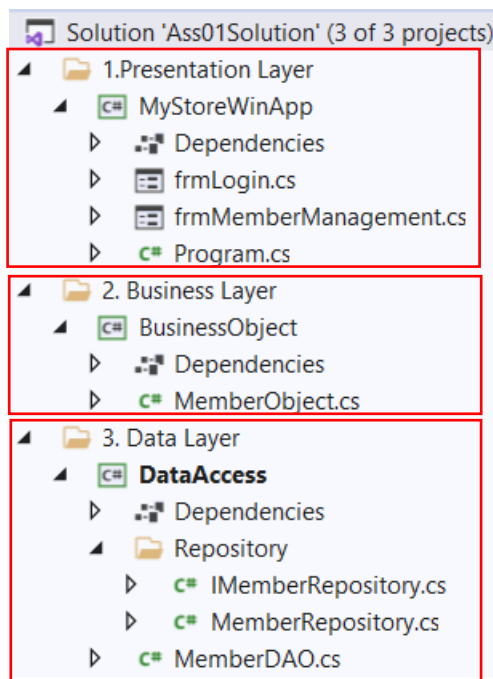 Solution 'Ass01Solution' (3 of 3 projects)
1.Presentation Layer
C# MyStoreWinApp
Dependencies
frmLogin.cs
frmMemberManagement.cs
C# Program.cs
2. Business Layer
C# BusinessObject
Dependencies
C# MemberObject.cs
3. Data Layer
C# DataAccess
Dependencies
Repository
C# IMemberRepository.cs
C# MemberRepository.cs
C# MemberDAO.cs